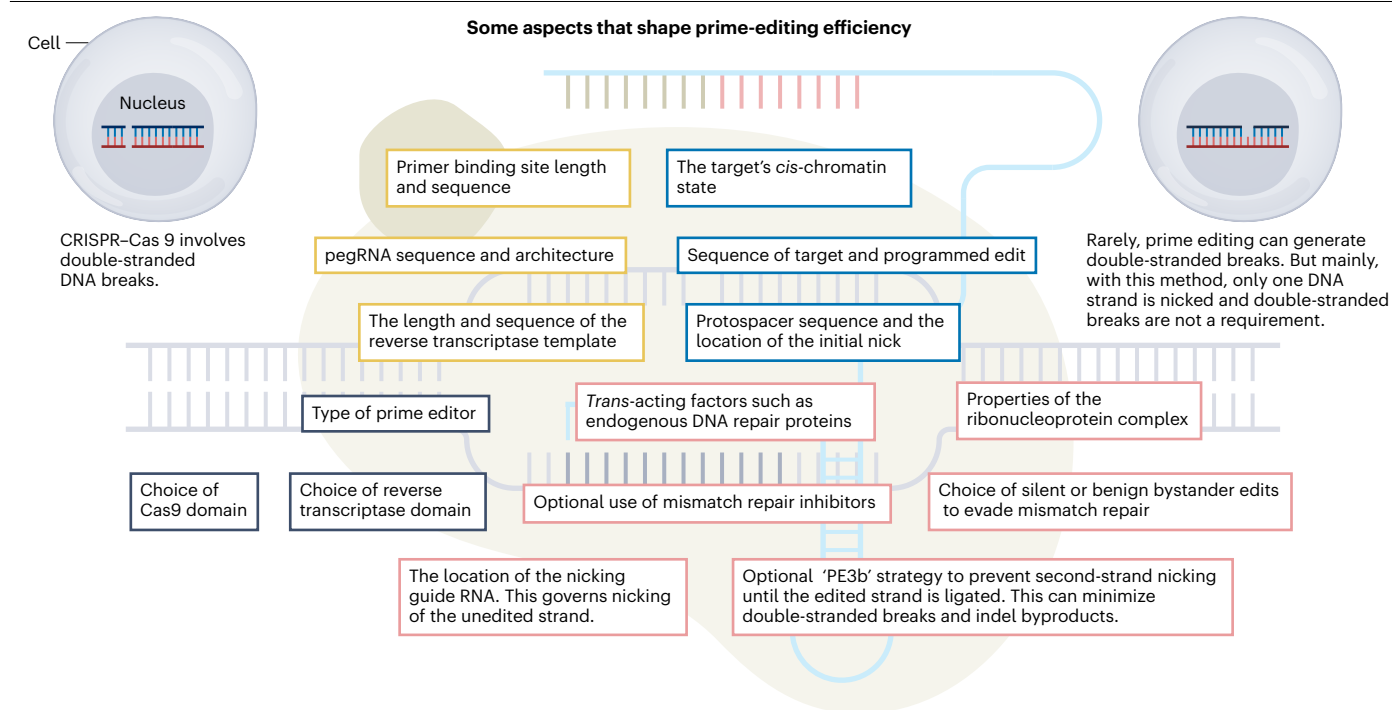 Some aspects that shape prime-editing efficiency
Cell
Nucleus
CRISPR–Cas 9 involves
double-stranded
DNA breaks.
Primer binding site length
and sequence
The target's cis-chromatin
state
pegRNA sequence and architecture
Sequence of target and programmed edit
The length and sequence of the
reverse transcriptase template
Protospacer sequence and the
location of the initial nick
Rarely, prime editing can generate
double-stranded breaks. But mainly,
with this method, only one DNA
strand is nicked and double-stranded
breaks are not a requirement.
Type of prime editor
Trans-acting factors such as
endogenous DNA repair proteins
Properties of the
ribonucleoprotein complex
Choice of
Cas9 domain
Choice of reverse
transcriptase domain
Optional use of mismatch repair inhibitors
Choice of silent or benign bystander edits
to evade mismatch repair
The location of the nicking
guide RNA. This governs nicking
of the unedited strand.
Optional 'PE3b' strategy to prevent second-strand nicking
until the edited strand is ligated. This can minimize
double-stranded breaks and indel byproducts.